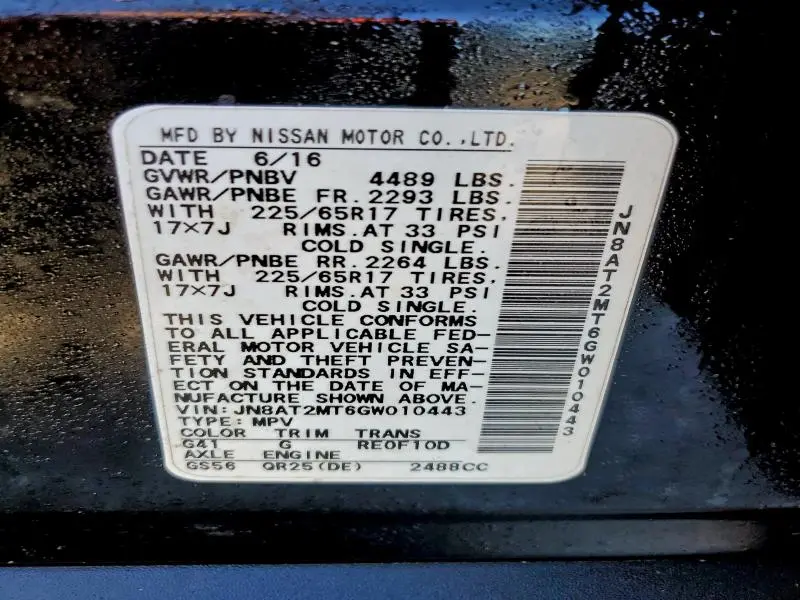 MFD BY NISSAN MOTOR CO.,LTD.
DATE 6/16
GVWR/PNBV 4489 LBS.
GAWR/PNBE FR. 2293 LBS.
WITH 225/65R17 TIRES,
17×7J RIMS.AT 33 PSI
COLD SINGLE.
GAWR/PNBE RR. 2264 LBS.
WITH 225/65R17 TIRES,
17×7J RIMS.AT 33 PSI
COLD SINGLE.
THIS VEHICLE CONFORMS
TO ALL APPLICABLE FED-
ERAL MOTOR VEHICLE SA-
FETY AND THEFT PREVEN-
TION STANDARDS IN EFF-
ECT ON THE DATE OF MA-
NUFACTURE SHOWN ABOVE.
VIN: JN8AT2MT6GW010443
TYPE: MPV
COLOR TRIM TRANS
G41 G RE0F10D
AXLE ENGINE
GS56 QR25(DE) 2488CC
JN8AT2MT6GW010443